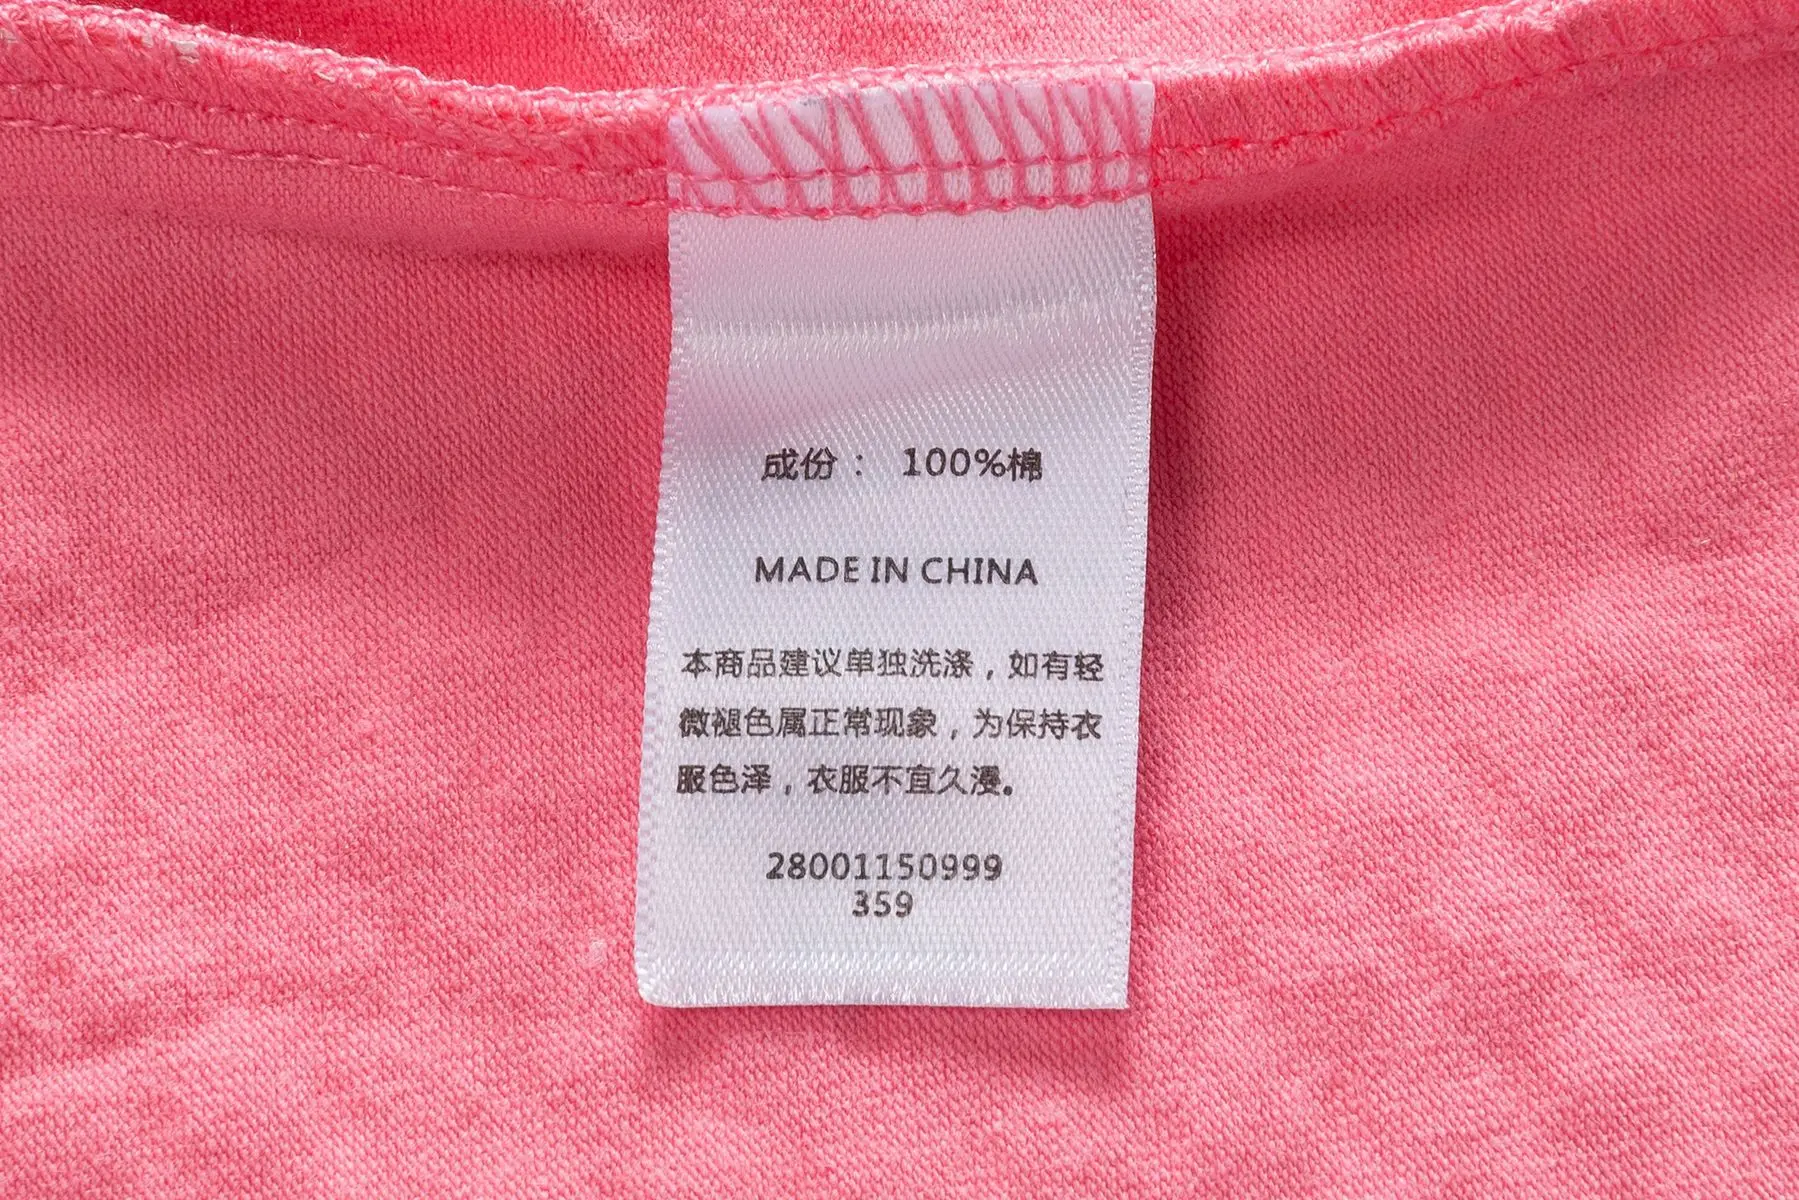 成份： 100%棉
MADE IN CHINA
本商品建议单独洗涤，如有轻
微褪色属正常现象，为保持衣
服色泽，衣服不宜久浸。
28001150999
359